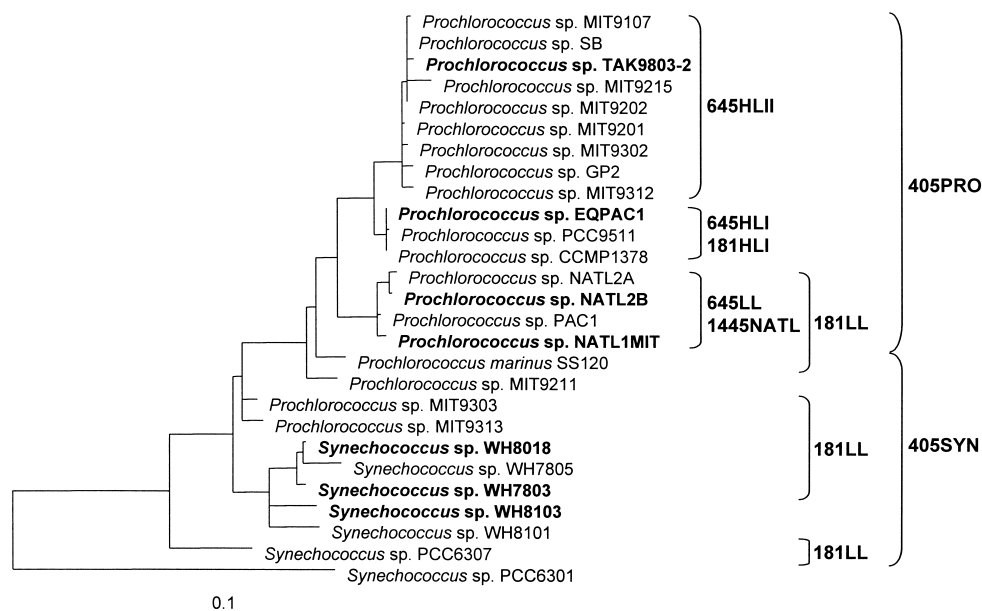 Prochlorococcus sp. MIT9107
Prochlorococcus sp. SB
Prochlorococcus sp. TAK9803-2
Prochlorococcus sp. MIT9215
Prochlorococcus sp. MIT9202
Prochlorococcus sp. MIT9201
Prochlorococcus sp. MIT9302
Prochlorococcus sp. GP2
Prochlorococcus sp. MIT9312
Prochlorococcus sp. EQPAC1
Prochlorococcus sp. PCC9511
Prochlorococcus sp. CCMP1378
Prochlorococcus sp. NATL2A
Prochlorococcus sp. NATL2B
Prochlorococcus sp. PAC1
Prochlorococcus sp. NATL1MIT
Prochlorococcus marinus SS120
Prochlorococcus sp. MIT9211
Prochlorococcus sp. MIT9303
Prochlorococcus sp. MIT9313
Synechococcus sp. WH8018
Synechococcus sp. WH7805
Synechococcus sp. WH7803
Synechococcus sp. WH8103
Synechococcus sp. WH8101
Synechococcus sp. PCC6307
Synechococcus sp. PCC6301
0.1
645HLII
645HLI
181HLI
645LL
1445NATL
181LL
181LL
181LL
405PRO
405SYN